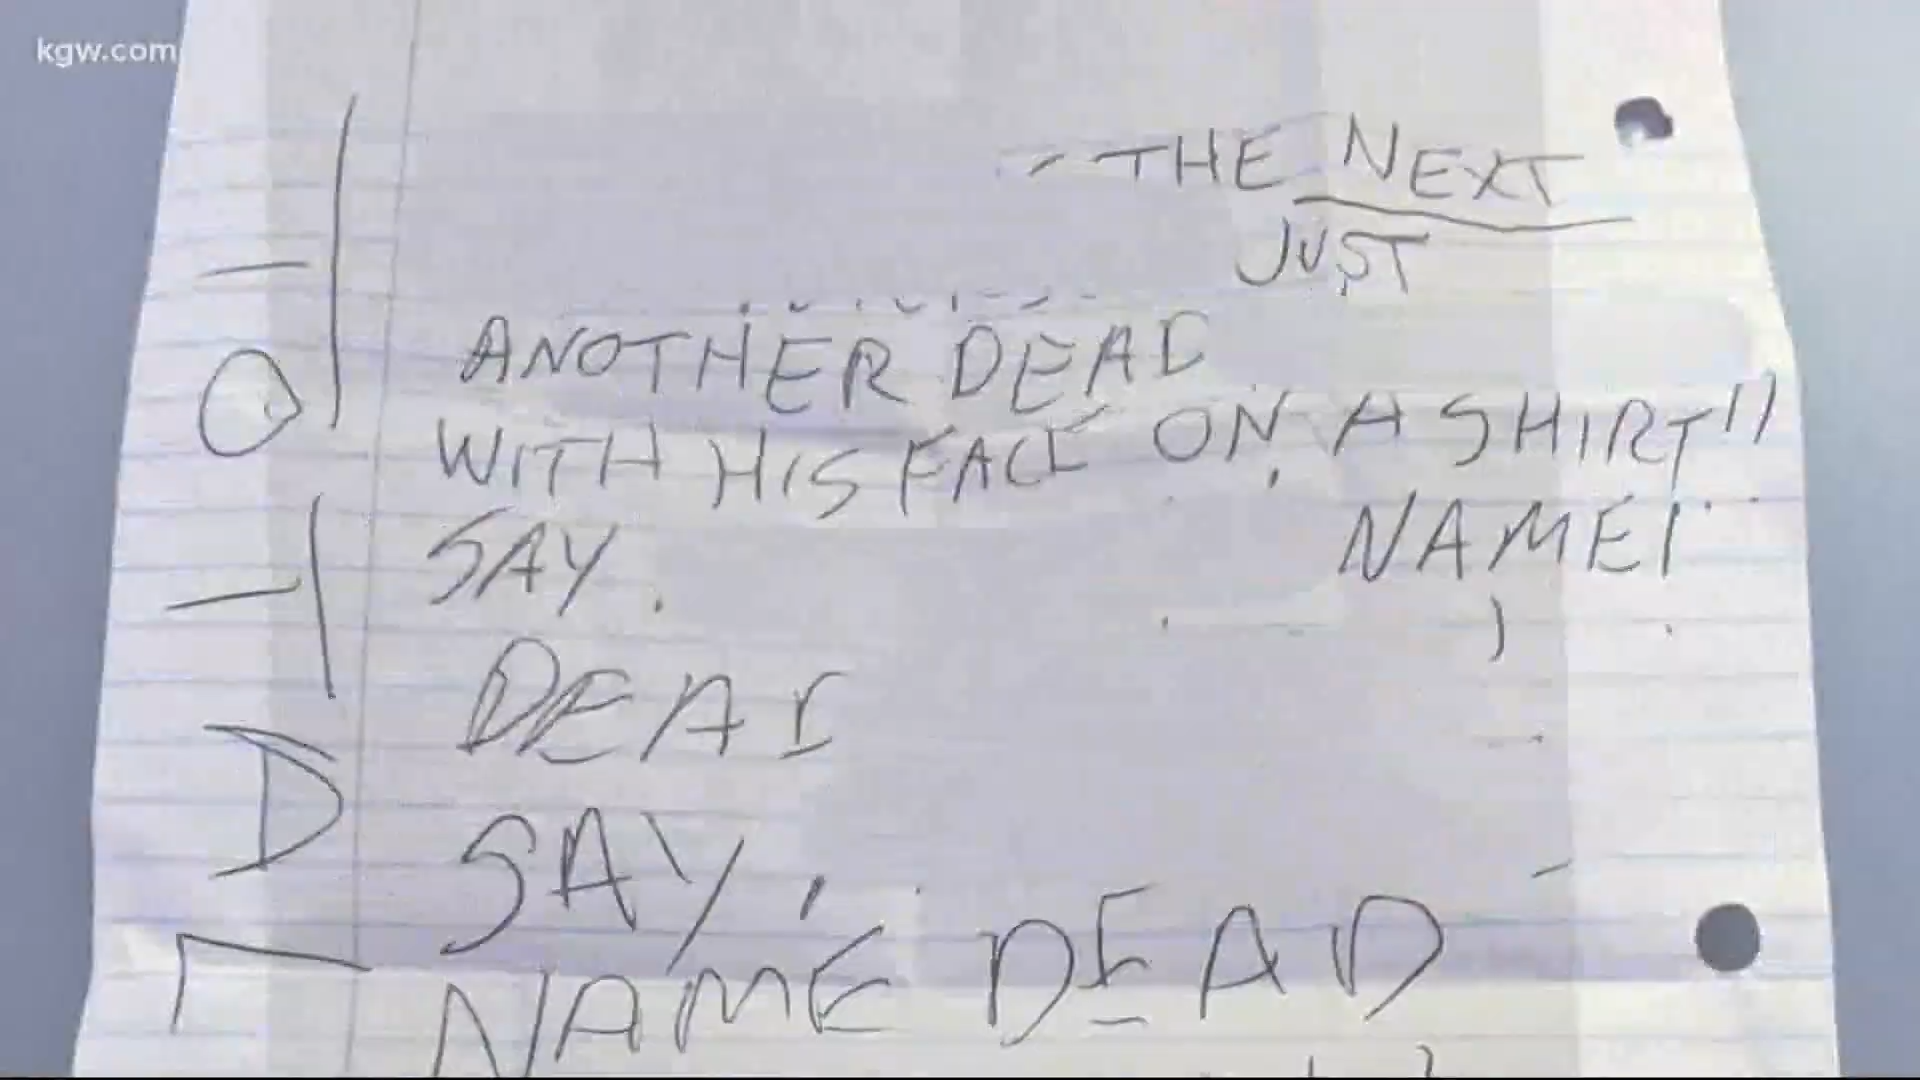 kgw.com
- THE NEXT
JUST
ANOTHER DEAD
WITH HIS FACE ON A SHIRT"
SAY NAME!
DEAD
SAY,
NAME DEAD